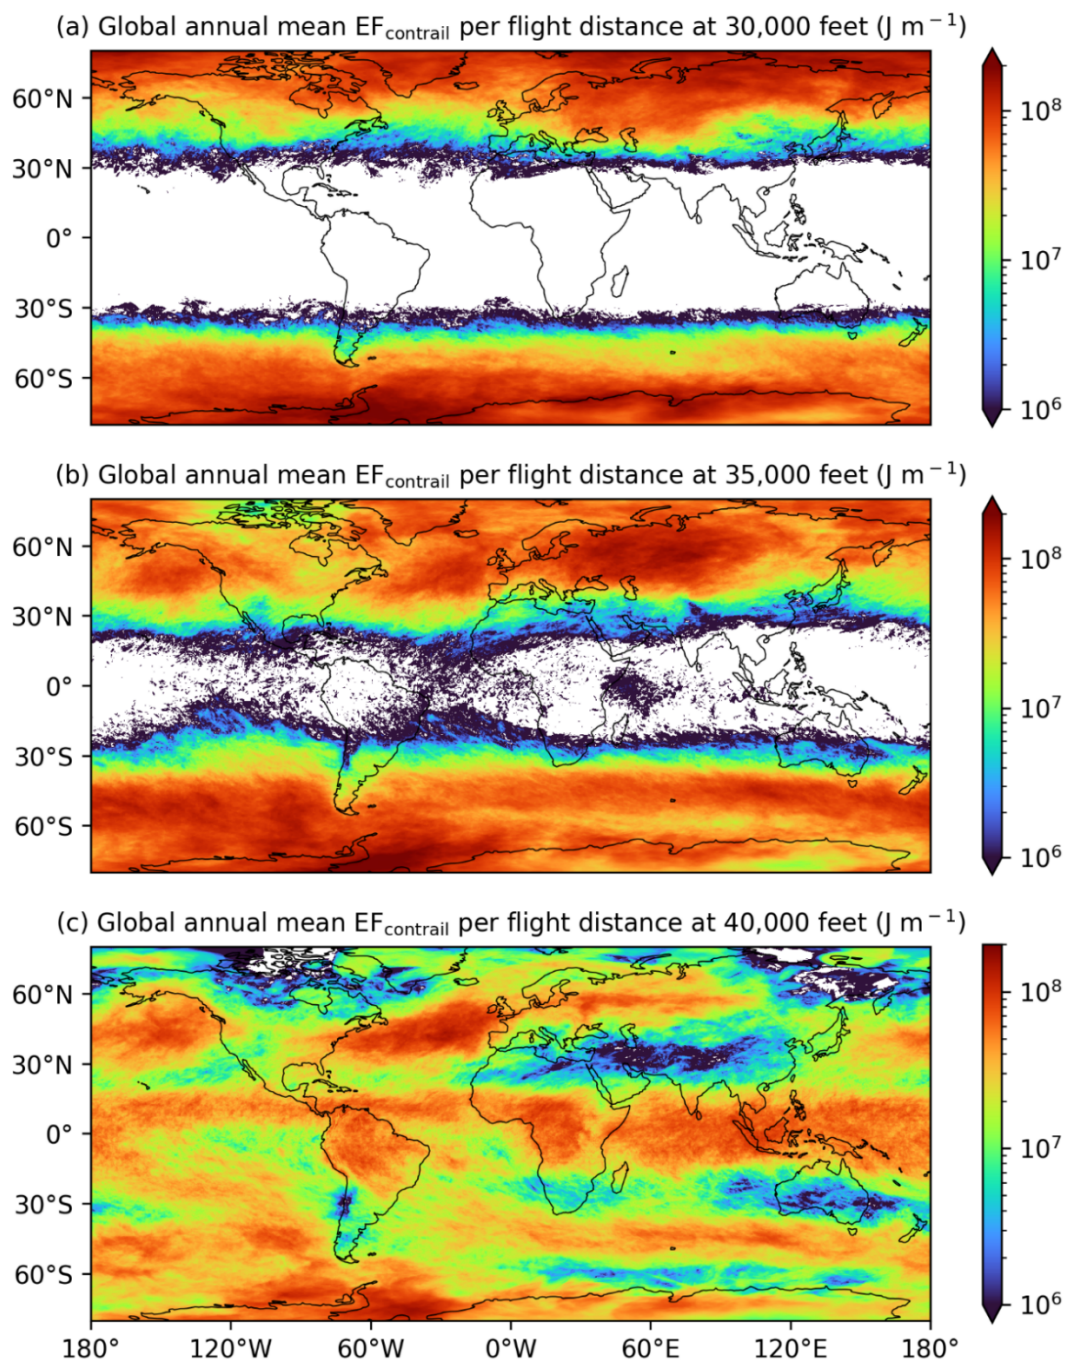 (a) Global annual mean EFcontrail per flight distance at 30,000 feet (J m⁻¹)
60°N
30°N
0°
30°S
60°S
10⁸
10⁷
10⁶
(b) Global annual mean EFcontrail per flight distance at 35,000 feet (J m⁻¹)
60°N
30°N
0°
30°S
60°S
10⁸
10⁷
10⁶
(c) Global annual mean EFcontrail per flight distance at 40,000 feet (J m⁻¹)
60°N
30°N
0°
30°S
60°S
10⁸
10⁷
10⁶
180° 120°W 60°W 0°W 60°E 120°E 180°